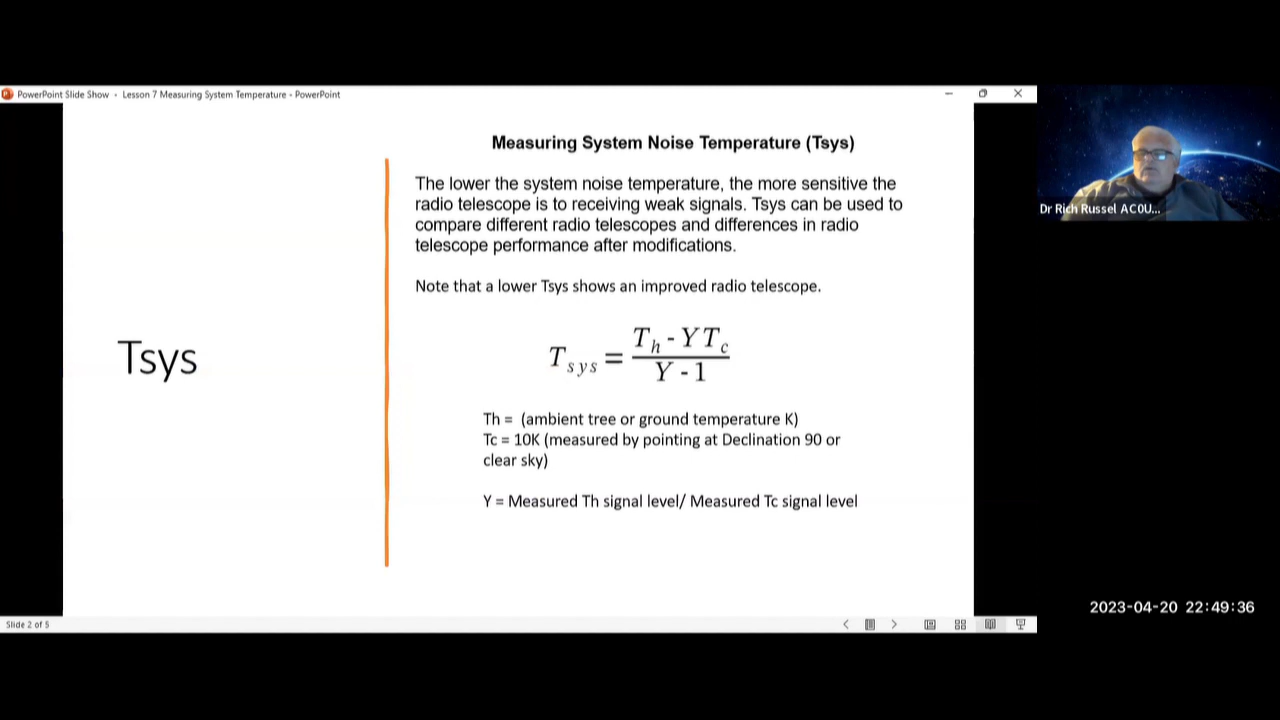 PowerPoint Slide Show - Lesson 7 Measuring System Temperature - PowerPoint
Measuring System Noise Temperature (Tsys)
The lower the system noise temperature, the more sensitive the
radio telescope is to receiving weak signals. Tsys can be used to
compare different radio telescopes and differences in radio
telescope performance after modifications.
Note that a lower Tsys shows an improved radio telescope.
Tsys
T_sys = (T_h - Y T_c) / (Y - 1)
Th = (ambient tree or ground temperature K)
Tc = 10K (measured by pointing at Declination 90 or
clear sky)
Y = Measured Th signal level/ Measured Tc signal level
Slide 2 of 5
Dr Rich Russel AC0U...
2023-04-20 22:49:36